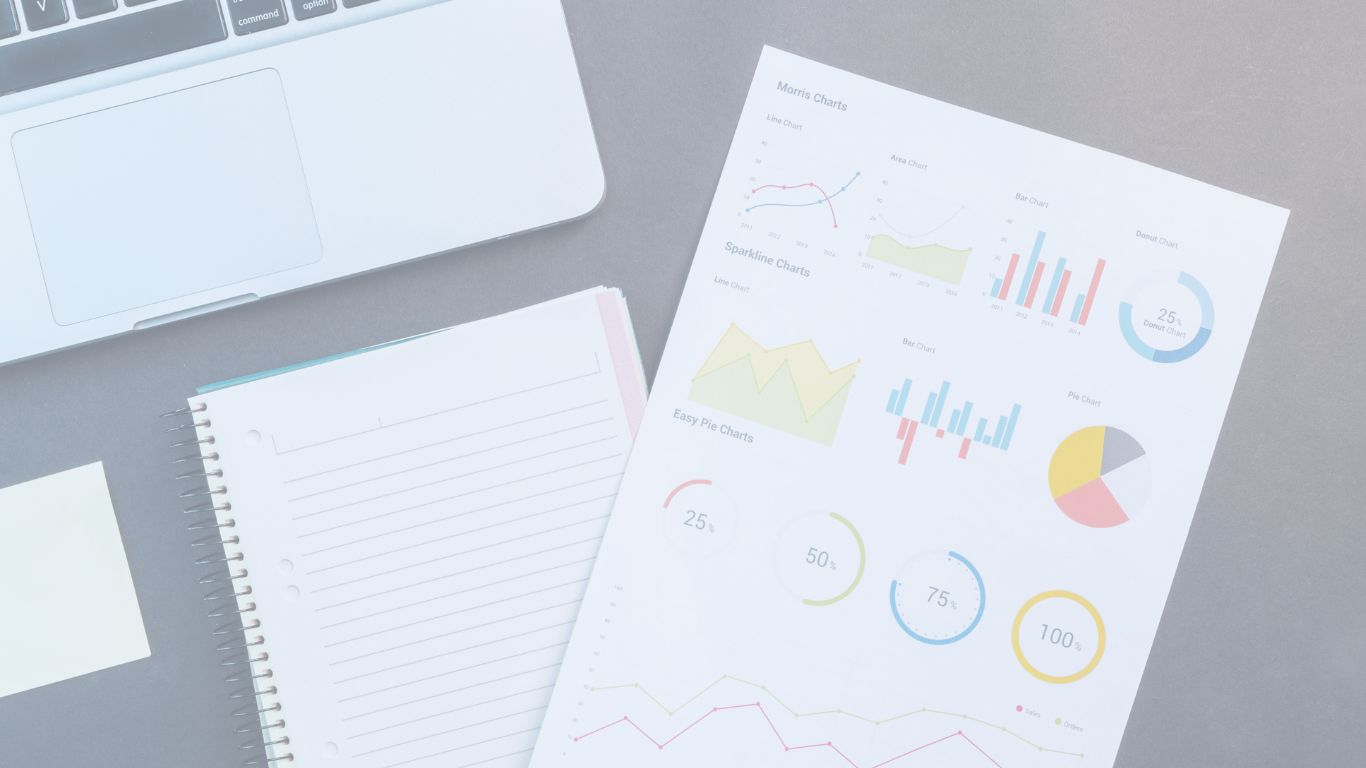 V
command
option
Morris Charts
Line Chart
Area Chart
Bar Chart
Donut Chart
2011
2012
2013
2014
2011
2012
2013
2014
2011
2012
2013
2014
25%
Donut Chart
Sparkline Charts
Line Chart
Bar Chart
Pie Chart
Easy Pie Charts
25%
50%
75%
100%
100
Sales
Orders